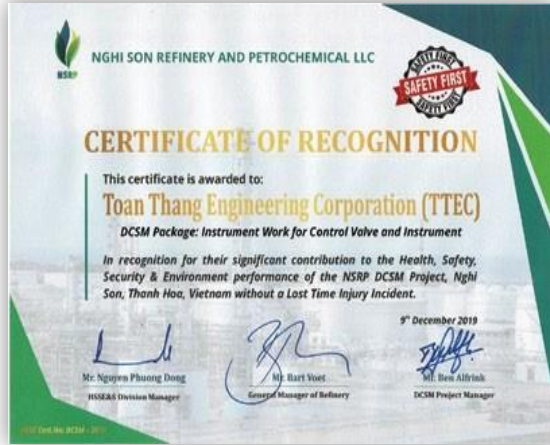 NSRP
NGHI SON REFINERY AND PETROCHEMICAL LLC
SAFETY FIRST
SAFETY FIRST
SAFETY FIRST
CERTIFICATE OF RECOGNITION
This certificate is awarded to:
Toan Thang Engineering Corporation (TTEC)
DCSM Package: Instrument Work for Control Valve and Instrument
In recognition for their significant contribution to the Health, Safety,
Security & Environment performance of the NSRP DCSM Project, Nghi
Son, Thanh Hoa, Vietnam without a Lost Time Injury Incident.
9th December 2019
Mr. Nguyen Phuong Dong
Mr. Bart Voet
Mr. Ben Alfrink
HSSE&S Division Manager
General Manager of Refinery
DCSM Project Manager